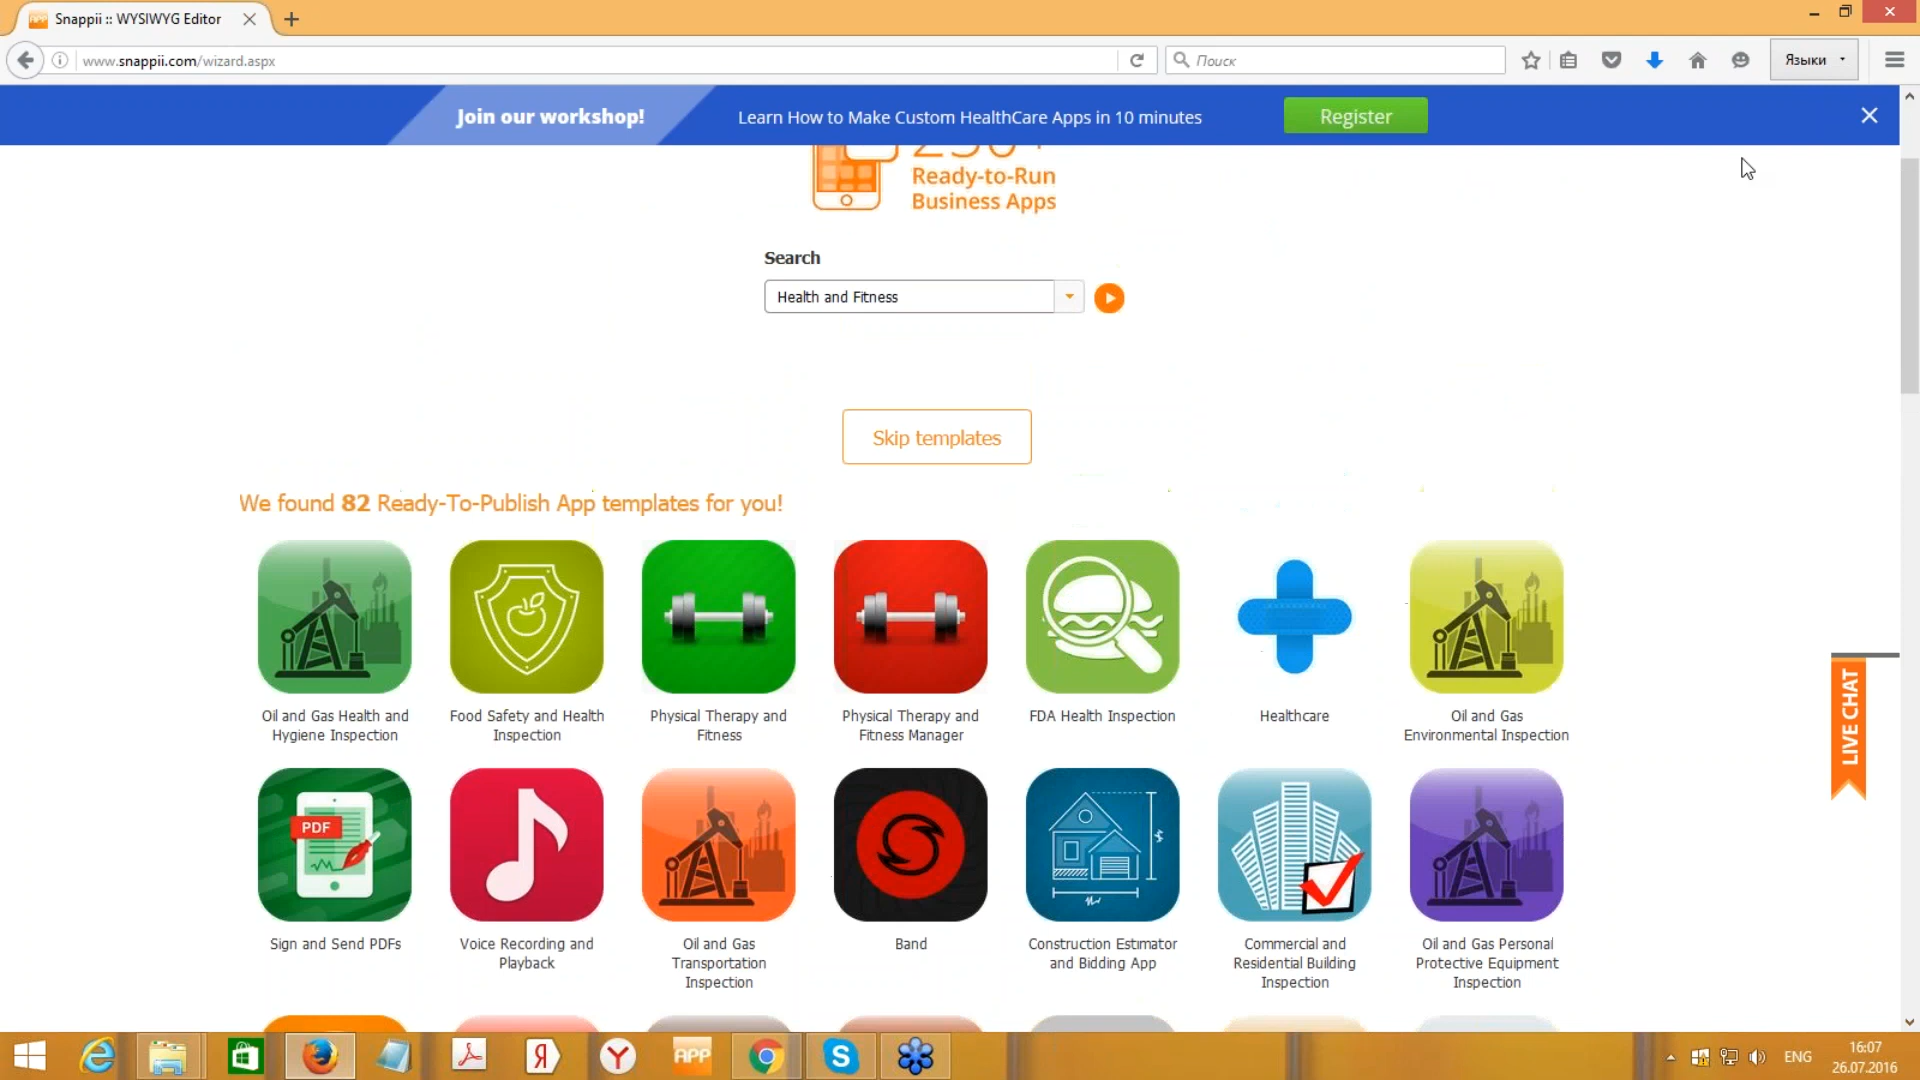 Snappii :: WYSIWYG Editor
www.snappii.com/wizard.aspx
Поиск
Языки
Join our workshop!
Learn How to Make Custom HealthCare Apps in 10 minutes
Register
Ready-to-Run
Business Apps
Search
Health and Fitness
Skip templates
We found 82 Ready-To-Publish App templates for you!
Oil and Gas Health and
Hygiene Inspection
Food Safety and Health
Inspection
Physical Therapy and
Fitness
Physical Therapy and
Fitness Manager
FDA Health Inspection
Healthcare
Oil and Gas
Environmental Inspection
LIVE CHAT
PDF
Sign and Send PDFs
Voice Recording and
Playback
Oil and Gas
Transportation
Inspection
Band
Construction Estimator
and Bidding App
Commercial and
Residential Building
Inspection
Oil and Gas Personal
Protective Equipment
Inspection
APP
ENG
16:07
26.07.2016